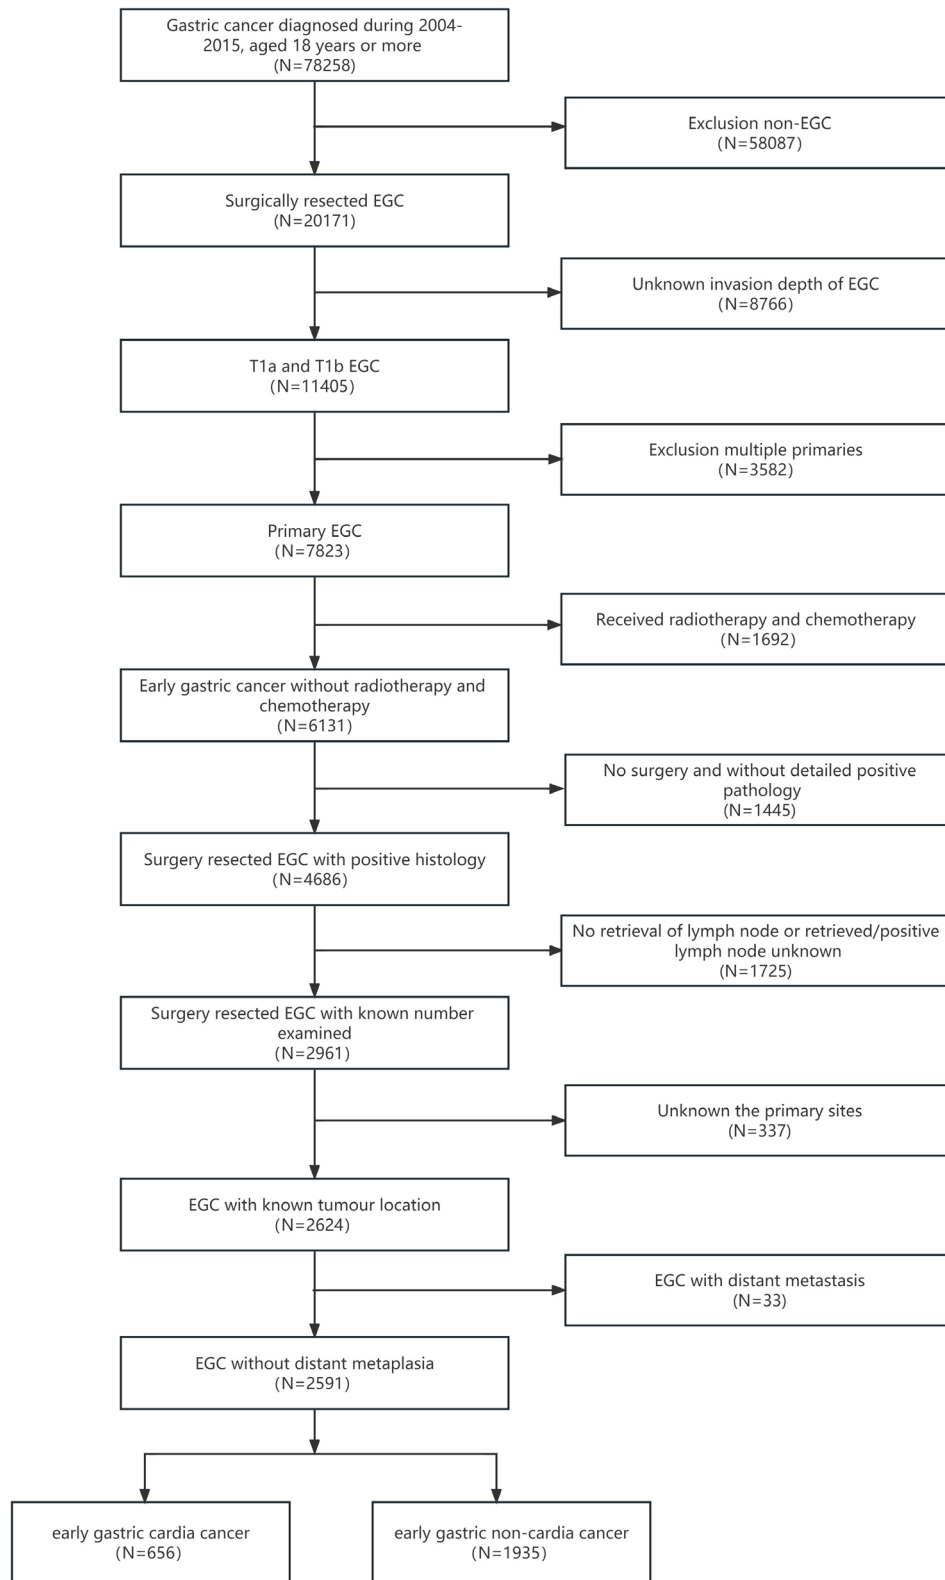 Gastric cancer diagnosed during 2004-
2015, aged 18 years or more
(N=78258)
Exclusion non-EGC
(N=58087)
Surgically resected EGC
(N=20171)
Unknown invasion depth of EGC
(N=8766)
T1a and T1b EGC
(N=11405)
Exclusion multiple primaries
(N=3582)
Primary EGC
(N=7823)
Received radiotherapy and chemotherapy
(N=1692)
Early gastric cancer without radiotherapy and
chemotherapy
(N=6131)
No surgery and without detailed positive
pathology
(N=1445)
Surgery resected EGC with positive histology
(N=4686)
No retrieval of lymph node or retrieved/positive
lymph node unknown
(N=1725)
Surgery resected EGC with known number
examined
(N=2961)
Unknown the primary sites
(N=337)
EGC with known tumour location
(N=2624)
EGC with distant metastasis
(N=33)
EGC without distant metaplasia
(N=2591)
early gastric cardia cancer
(N=656)
early gastric non-cardia cancer
(N=1935)